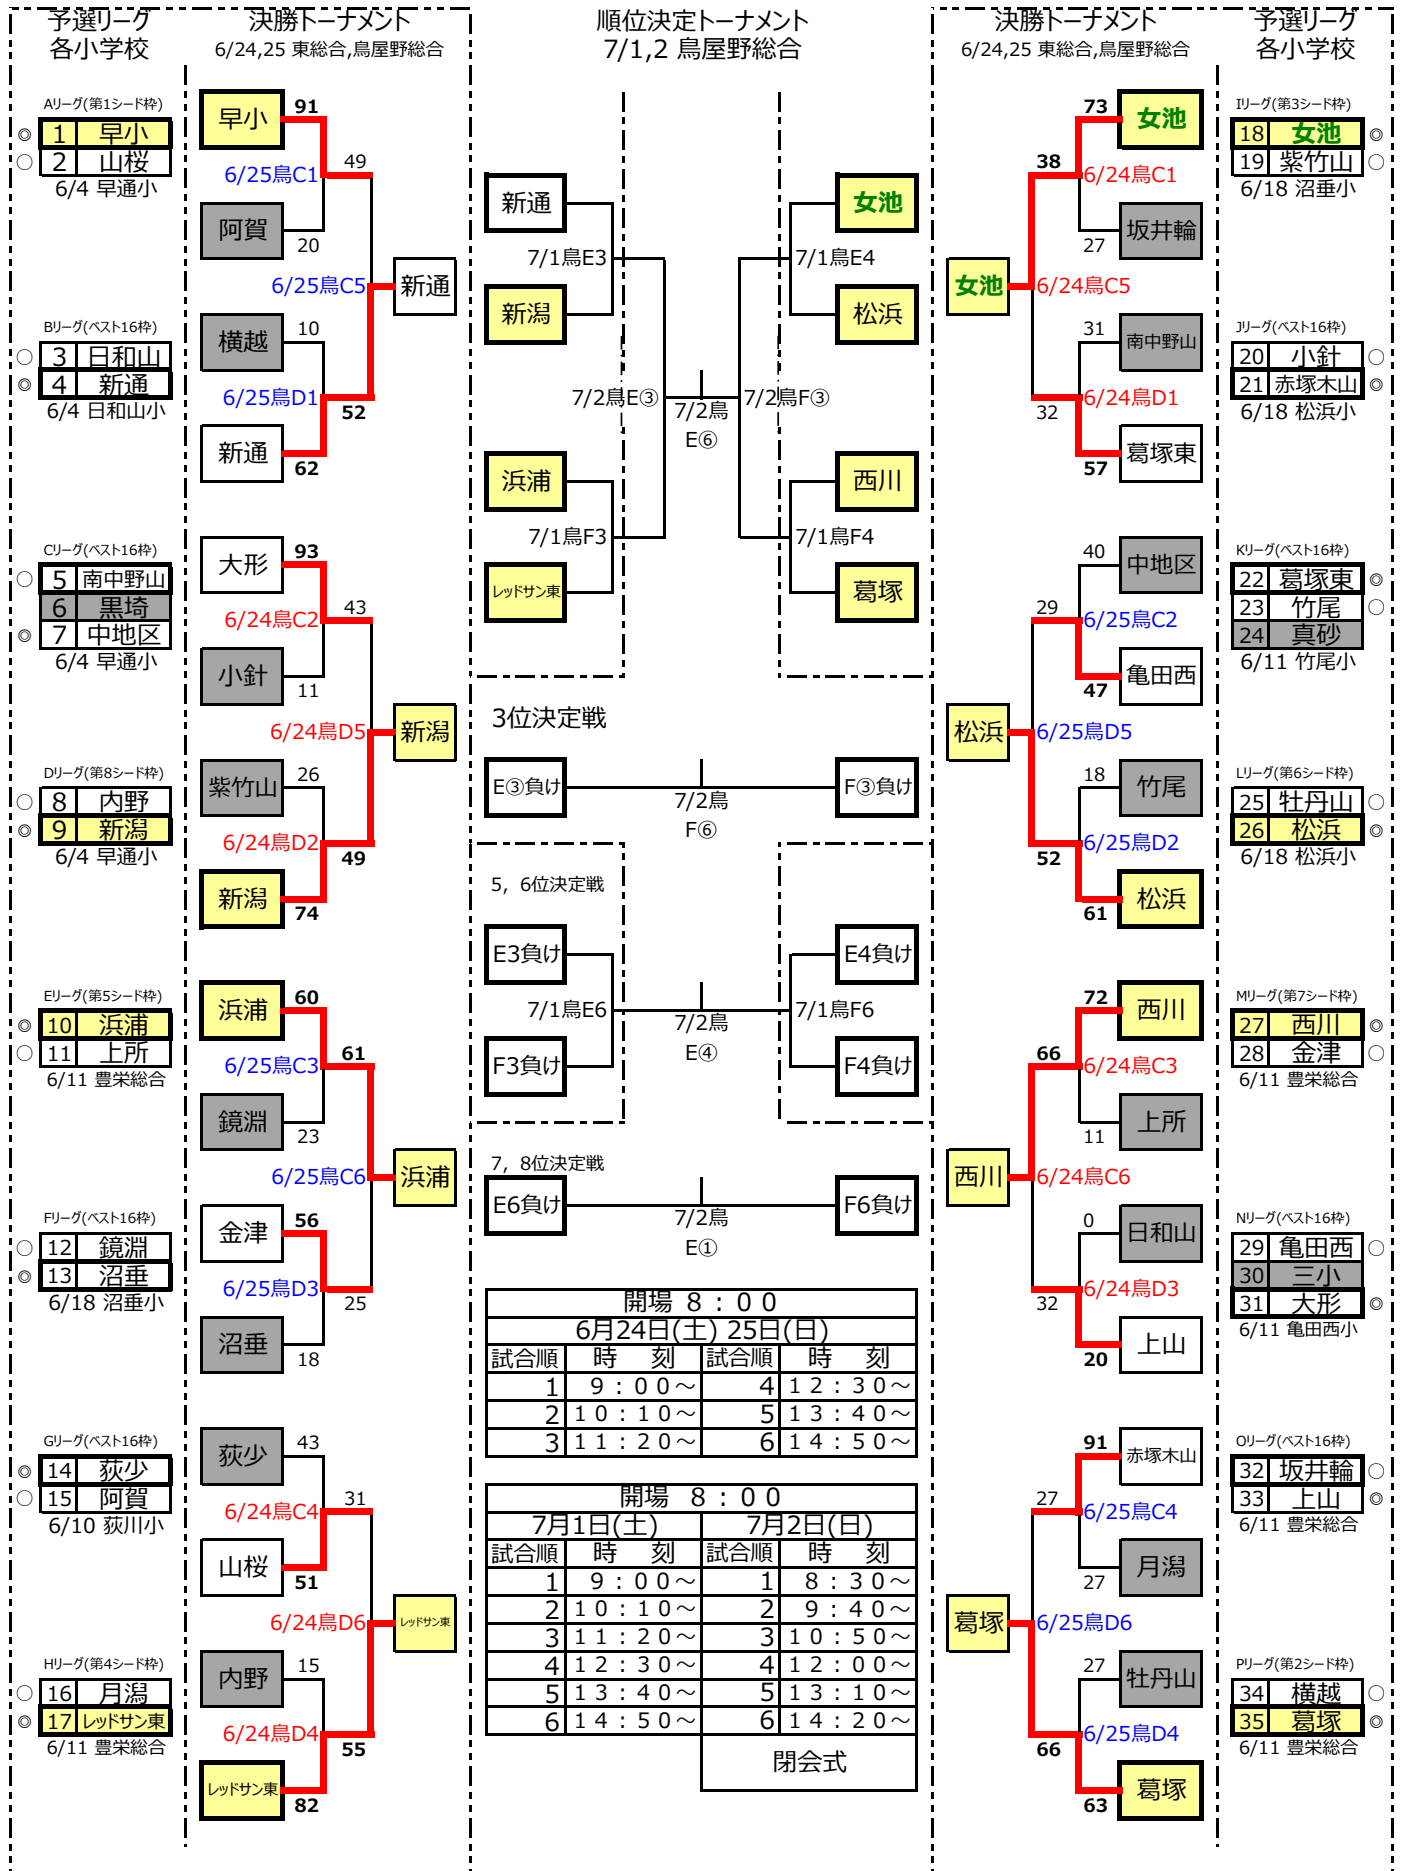 予選リーグ
各小学校
決勝トーナメント
6/24,25 東総合,鳥屋野総合
順位決定トーナメント
7/1,2 鳥屋野総合
決勝トーナメント
6/24,25 東総合,鳥屋野総合
予選リーグ
各小学校
Aリーグ(第1シード枠)
◎ 1 早小
○ 2 山桜
6/4 早通小
Bリーグ(ベスト16枠)
○ 3 日和山
◎ 4 新通
6/4 日和山小
Cリーグ(ベスト16枠)
○ 5 南中野山
6 黒埼
◎ 7 中地区
6/4 早通小
Dリーグ(第8シード枠)
○ 8 内野
◎ 9 新潟
6/4 早通小
Eリーグ(第5シード枠)
◎ 10 浜浦
○ 11 上所
6/11 豊栄総合
Fリーグ(ベスト16枠)
○ 12 鏡淵
◎ 13 沼垂
6/18 沼垂小
Gリーグ(ベスト16枠)
◎ 14 荻少
○ 15 阿賀
6/10 荻川小
Hリーグ(第4シード枠)
○ 16 月潟
◎ 17 レッドサン東
6/11 豊栄総合
早小 91
6/25鳥C1 49
阿賀 20
6/25鳥C5 新通
横越 10
6/25鳥D1 52
新通 62
大形 93
6/24鳥C2 43
小針 11
6/24鳥D5 新潟
紫竹山 26
6/24鳥D2 49
新潟 74
浜浦 60
6/25鳥C3 61
鏡淵 23
6/25鳥C6 浜浦
金津 56
6/25鳥D3 25
沼垂 18
荻少 43
6/24鳥C4 31
山桜 51
6/24鳥D6 レッドサン東
内野 15
6/24鳥D4 55
レッドサン東 82
新通 女池
7/1鳥E3 7/1鳥E4
新潟 松浜
7/2鳥E③ 7/2鳥 7/2鳥F③
E⑥
浜浦 西川
7/1鳥F3 7/1鳥F4
レッドサン東 葛塚
3位決定戦
E③負け F③負け
7/2鳥
F⑥
5，6位決定戦
E3負け E4負け
7/1鳥E6 7/2鳥 7/1鳥F6
E④
F3負け F4負け
7，8位決定戦
E6負け F6負け
7/2鳥
E①
開場 8：00
6月24日(土) 25日(日)
試合順 時 刻 試合順 時 刻
1 9：00～ 4 12：30～
2 10：10～ 5 13：40～
3 11：20～ 6 14：50～
開場 8：00
7月1日(土) 7月2日(日)
試合順 時 刻 試合順 時 刻
1 9：00～ 1 8：30～
2 10：10～ 2 9：40～
3 11：20～ 3 10：50～
4 12：30～ 4 12：00～
5 13：40～ 5 13：10～
6 14：50～ 6 14：20～
閉会式
73 女池
38 6/24鳥C1
27 坂井輪
女池 6/24鳥C5
31 南中野山
32 6/24鳥D1
57 葛塚東
40 中地区
29 6/25鳥C2
47 亀田西
松浜 6/25鳥D5
18 竹尾
52 6/25鳥D2
61 松浜
72 西川
66 6/24鳥C3
11 上所
西川 6/24鳥C6
0 日和山
32 6/24鳥D3
20 上山
91 赤塚木山
27 6/25鳥C4
27 月潟
葛塚 6/25鳥D6
27 牡丹山
66 6/25鳥D4
63 葛塚
Iリーグ(第3シード枠)
18 女池 ◎
19 紫竹山 ○
6/18 沼垂小
Jリーグ(ベスト16枠)
20 小針 ○
21 赤塚木山 ◎
6/18 松浜小
Kリーグ(ベスト16枠)
22 葛塚東 ◎
23 竹尾 ○
24 真砂
6/11 竹尾小
Lリーグ(第6シード枠)
25 牡丹山 ○
26 松浜 ◎
6/18 松浜小
Mリーグ(第7シード枠)
27 西川 ◎
28 金津 ○
6/11 豊栄総合
Nリーグ(ベスト16枠)
29 亀田西 ○
30 三小
31 大形 ◎
6/11 亀田西小
Oリーグ(ベスト16枠)
32 坂井輪 ○
33 上山 ◎
6/11 豊栄総合
Pリーグ(第2シード枠)
34 横越 ○
35 葛塚 ◎
6/11 豊栄総合